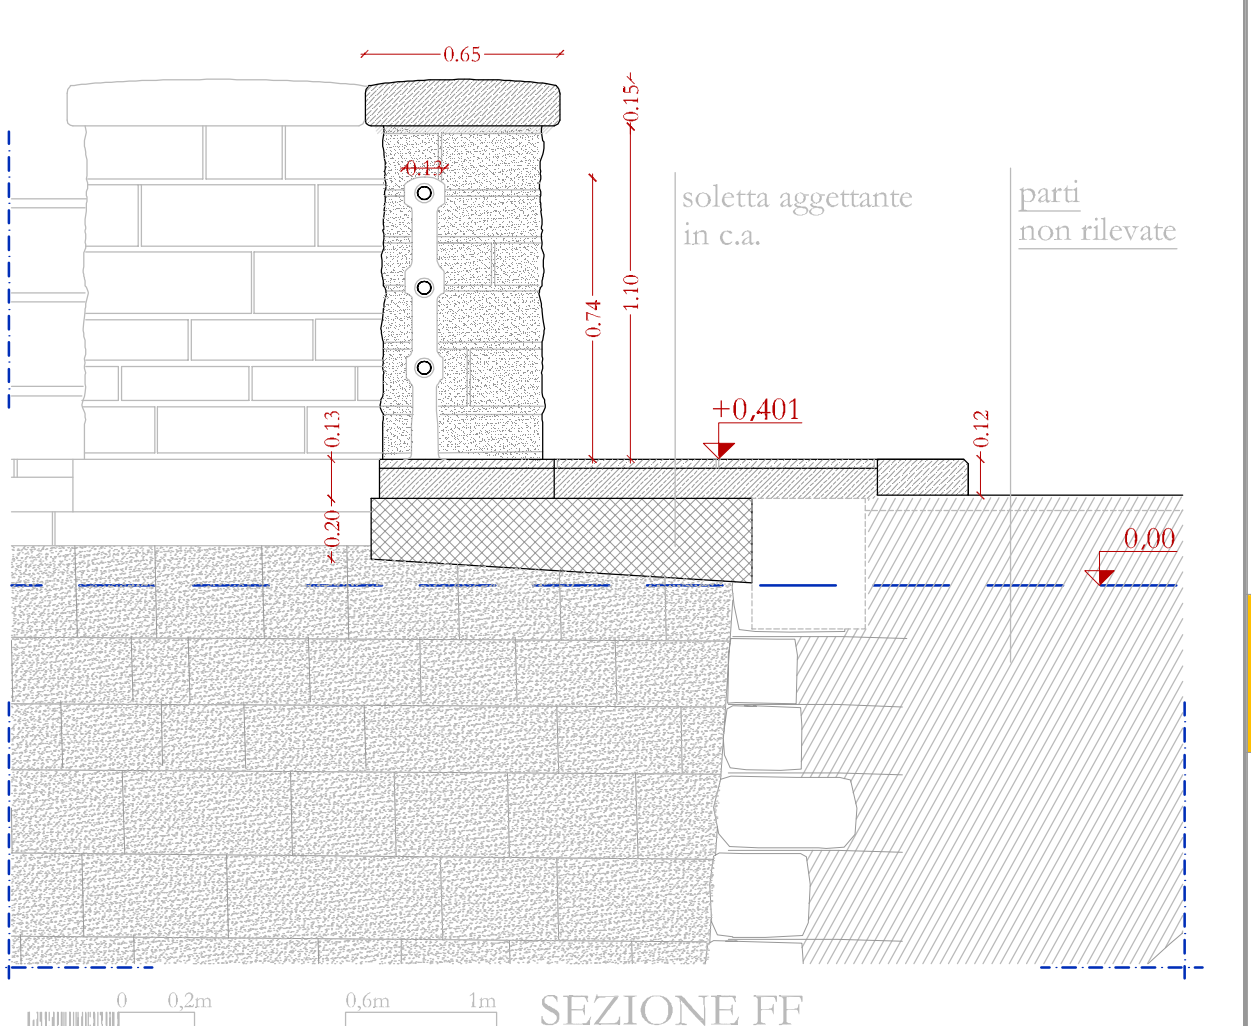 0.65
0.15
0.13
soletta aggettante
in c.a.
parti
non rilevate
1.10
0.74
+0,401
0.13
0.12
0.20
0,00
0
0,2m
0,6m
1m
SEZIONE FF